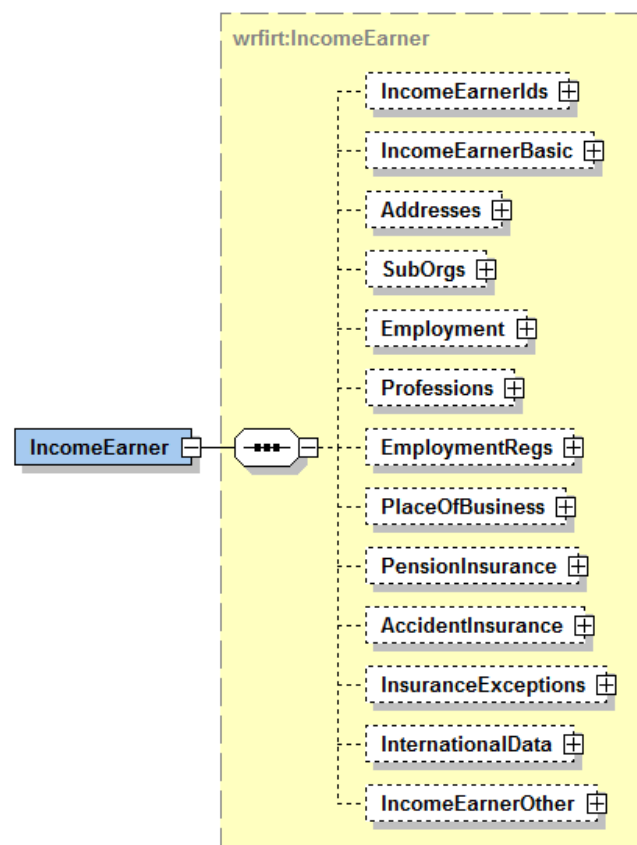 wrfirt:IncomeEarner
IncomeEarnerIds
IncomeEarnerBasic
Addresses
SubOrgs
Employment
Professions
IncomeEarner
EmploymentRegs
PlaceOfBusiness
PensionInsurance
AccidentInsurance
InsuranceExceptions
InternationalData
IncomeEarnerOther